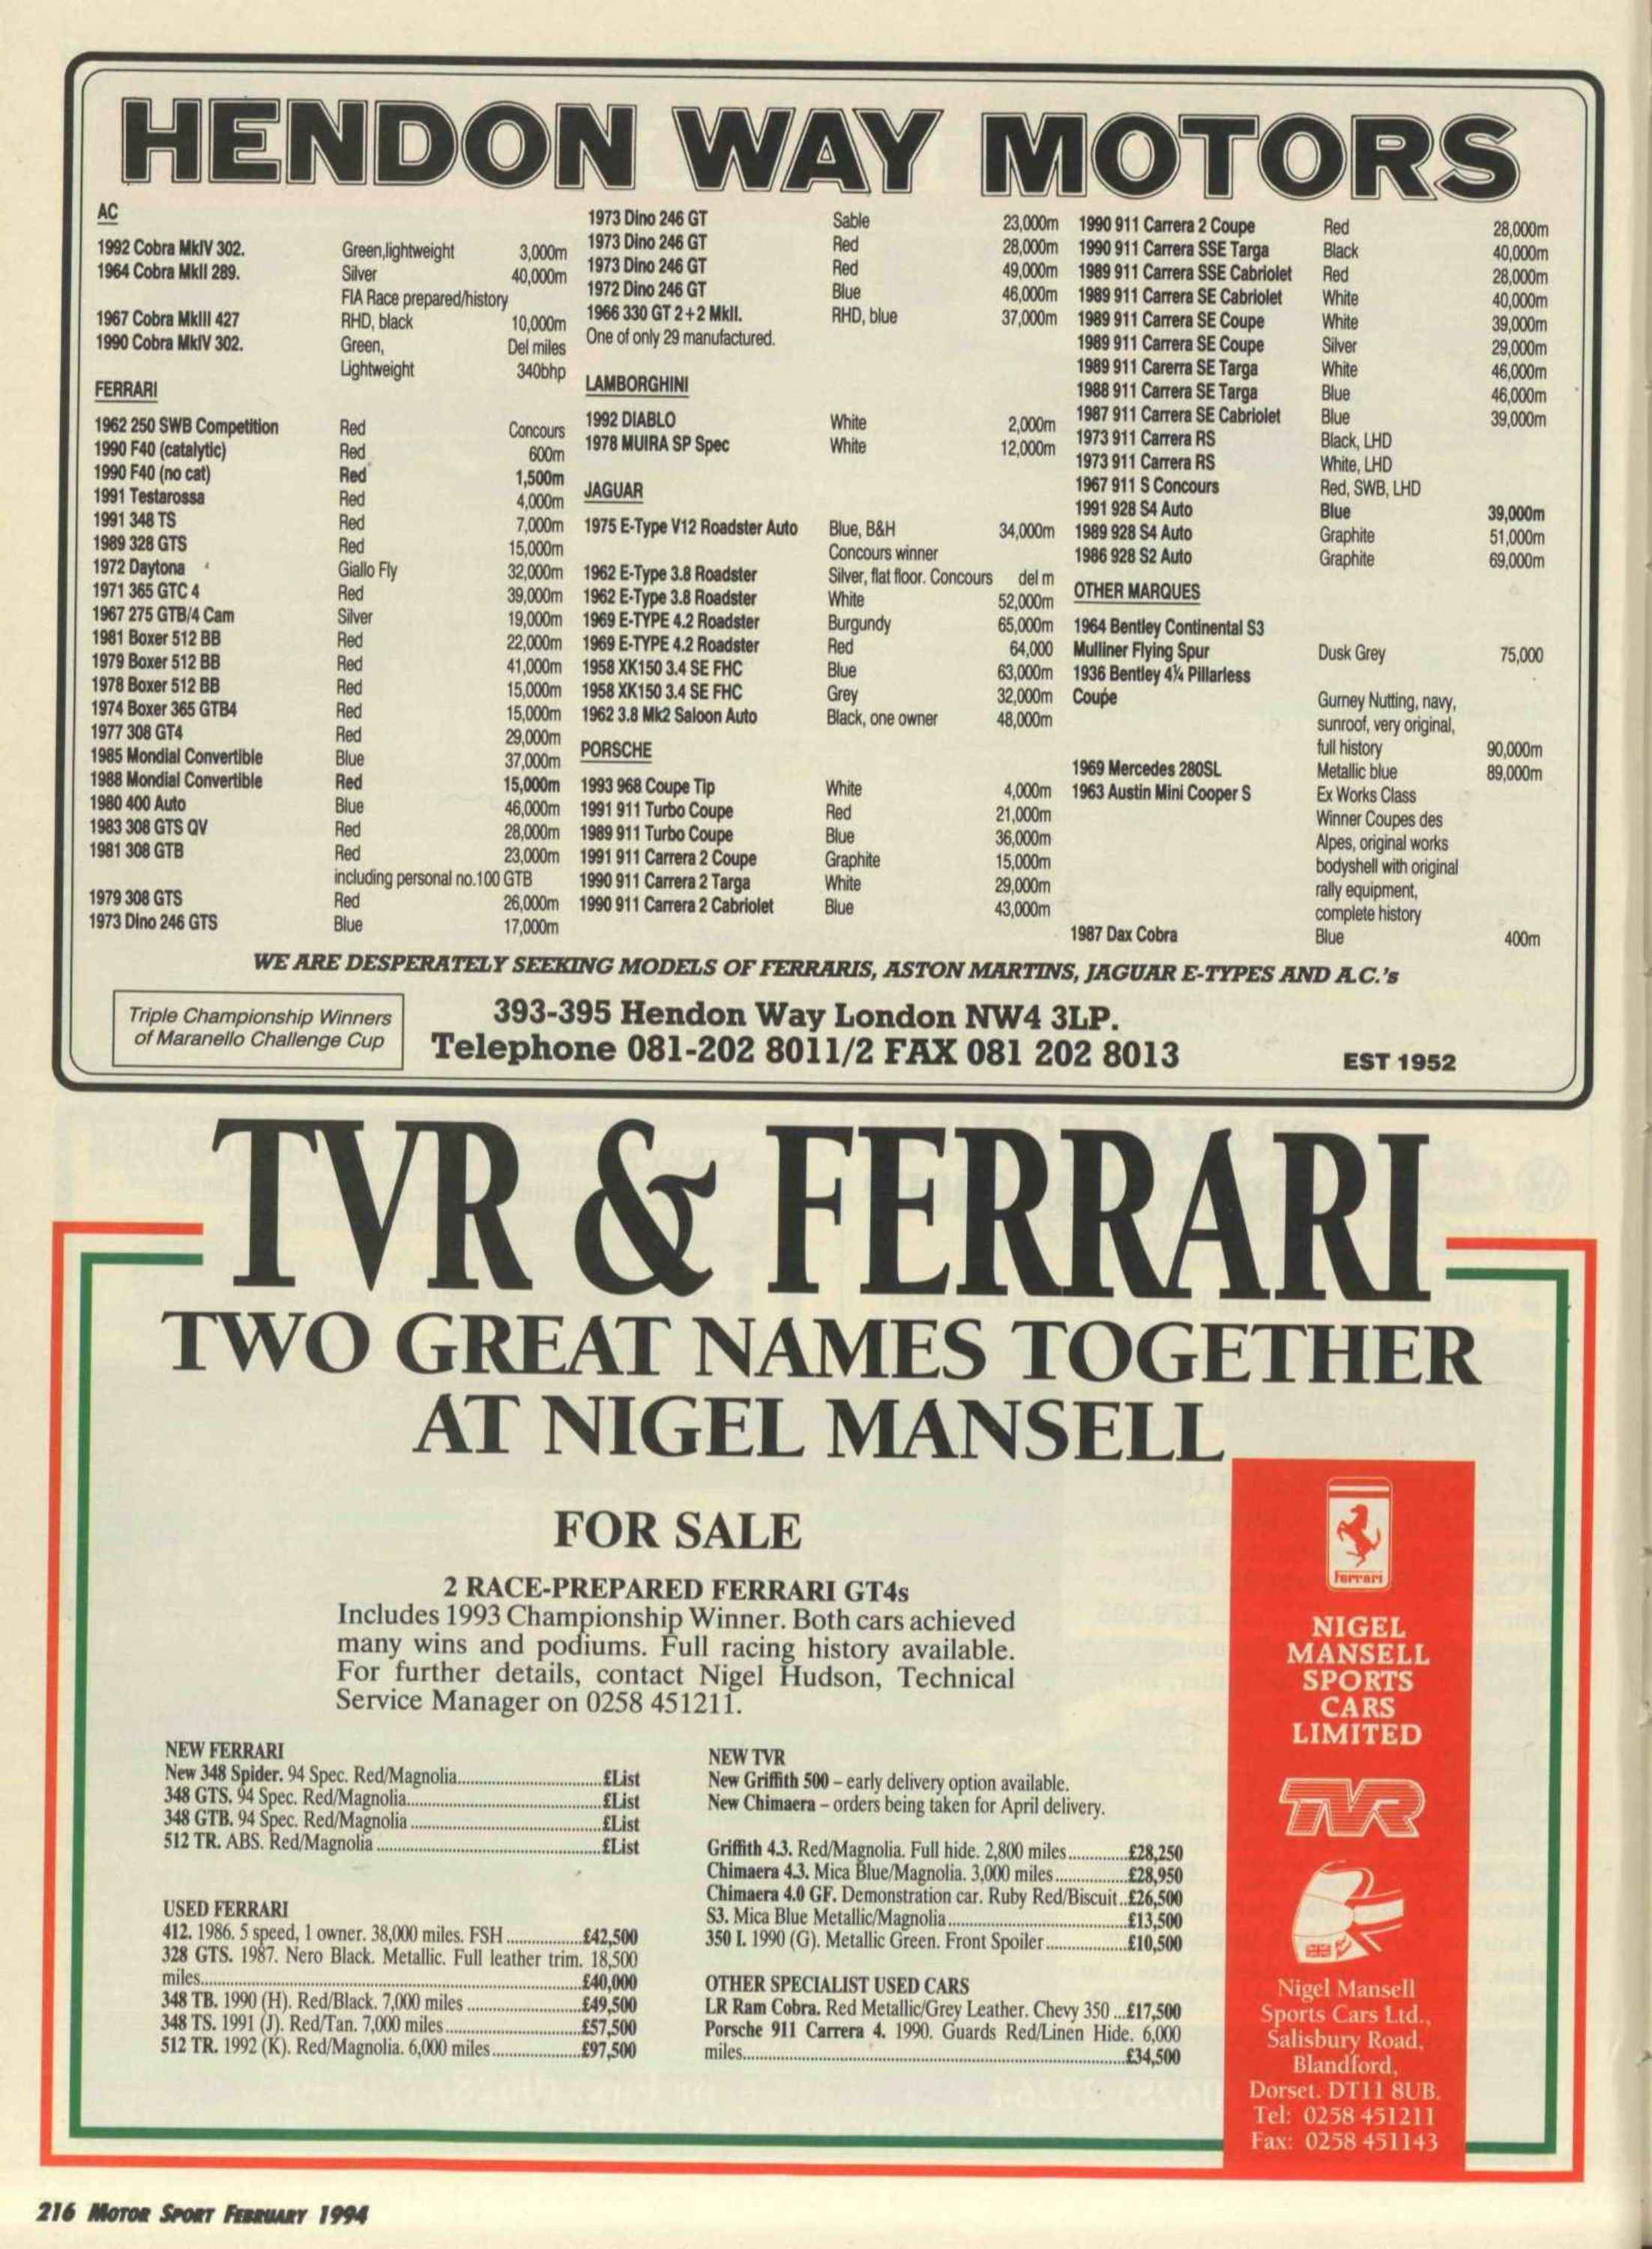 HENDON WAY MOTORS
AC
1992 Cobra MkIV 302. Green,lightweight 3,000m
1964 Cobra MkII 289. Silver 40,000m
FIA Race prepared/history
1967 Cobra MkIII 427 RHD, black 10,000m
1990 Cobra MkIV 302. Green, Del miles
Lightweight 340bhp
FERRARI
1962 250 SWB Competition Red Concours
1990 F40 (catalytic) Red 600m
1990 F40 (no cat) Red 1,500m
1991 Testarossa Red 4,000m
1991 348 TS Red 7,000m
1989 328 GTS Red 15,000m
1972 Daytona Giallo Fly 32,000m
1971 365 GTC 4 Red 39,000m
1967 275 GTB/4 Cam Silver 19,000m
1981 Boxer 512 BB Red 22,000m
1979 Boxer 512 BB Red 41,000m
1978 Boxer 512 BB Red 15,000m
1974 Boxer 365 GTB4 Red 15,000m
1977 308 GT4 Red 29,000m
1985 Mondial Convertible Blue 37,000m
1988 Mondial Convertible Red 15,000m
1980 400 Auto Blue 46,000m
1983 308 GTS QV Red 28,000m
1981 308 GTB Red 23,000m
including personal no.100 GTB
1979 308 GTS Red 26,000m
1973 Dino 246 GTS Blue 17,000m
1973 Dino 246 GT Sable 23,000m
1973 Dino 246 GT Red 28,000m
1973 Dino 246 GT Red 49,000m
1972 Dino 246 GT Blue 46,000m
1966 330 GT 2+2 MkII. RHD, blue 37,000m
One of only 29 manufactured.
LAMBORGHINI
1992 DIABLO White 2,000m
1978 MUIRA SP Spec White 12,000m
JAGUAR
1975 E-Type V12 Roadster Auto Blue, B&H 34,000m
Concours winner
1962 E-Type 3.8 Roadster Silver, flat floor. Concours del m
1962 E-Type 3.8 Roadster White 52,000m
1969 E-TYPE 4.2 Roadster Burgundy 65,000m
1969 E-TYPE 4.2 Roadster Red 64,000
1958 XK150 3.4 SE FHC Blue 63,000m
1958 XK150 3.4 SE FHC Grey 32,000m
1962 3.8 Mk2 Saloon Auto Black, one owner 48,000m
PORSCHE
1993 968 Coupe Tip White 4,000m
1991 911 Turbo Coupe Red 21,000m
1989 911 Turbo Coupe Blue 36,000m
1991 911 Carrera 2 Coupe Graphite 15,000m
1990 911 Carrera 2 Targa White 29,000m
1990 911 Carrera 2 Cabriolet Blue 43,000m
1990 911 Carrera 2 Coupe Red 28,000m
1990 911 Carrera SSE Targa Black 40,000m
1989 911 Carrera SSE Cabriolet Red 28,000m
1989 911 Carrera SE Cabriolet White 40,000m
1989 911 Carrera SE Coupe White 39,000m
1989 911 Carrera SE Coupe Silver 29,000m
1989 911 Carerra SE Targa White 46,000m
1988 911 Carrera SE Targa Blue 46,000m
1987 911 Carrera SE Cabriolet Blue 39,000m
1973 911 Carrera RS Black, LHD
1973 911 Carrera RS White, LHD
1967 911 S Concours Red, SWB, LHD
1991 928 S4 Auto Blue 39,000m
1989 928 S4 Auto Graphite 51,000m
1986 928 S2 Auto Graphite 69,000m
OTHER MARQUES
1964 Bentley Continental S3
Mulliner Flying Spur Dusk Grey 75,000
1936 Bentley 4¼ Pillarless
Coupe Gurney Nutting, navy,
sunroof, very original,
full history 90,000m
1969 Mercedes 280SL Metallic blue 89,000m
1963 Austin Mini Cooper S Ex Works Class
Winner Coupes des
Alpes, original works
bodyshell with original
rally equipment,
complete history
1987 Dax Cobra Blue 400m
WE ARE DESPERATELY SEEKING MODELS OF FERRARIS, ASTON MARTINS, JAGUAR E-TYPES AND A.C.'s
Triple Championship Winners
of Maranello Challenge Cup
393-395 Hendon Way London NW4 3LP.
Telephone 081-202 8011/2 FAX 081 202 8013
EST 1952
TVR & FERRARI
TWO GREAT NAMES TOGETHER
AT NIGEL MANSELL
FOR SALE
2 RACE-PREPARED FERRARI GT4s
Includes 1993 Championship Winner. Both cars achieved
many wins and podiums. Full racing history available.
For further details, contact Nigel Hudson, Technical
Service Manager on 0258 451211.
NEW FERRARI
New 348 Spider. 94 Spec. Red/Magnolia....£List
348 GTS. 94 Spec. Red/Magnolia....£List
348 GTB. 94 Spec. Red/Magnolia....£List
512 TR. ABS. Red/Magnolia....£List
USED FERRARI
412. 1986. 5 speed, 1 owner. 38,000 miles. FSH....£42,500
328 GTS. 1987. Nero Black. Metallic. Full leather trim. 18,500
miles....£40,000
348 TB. 1990 (H). Red/Black. 7,000 miles....£49,500
348 TS. 1991 (J). Red/Tan. 7,000 miles....£57,500
512 TR. 1992 (K). Red/Magnolia. 6,000 miles....£97,500
NEW TVR
New Griffith 500 – early delivery option available.
New Chimaera – orders being taken for April delivery.
Griffith 4.3. Red/Magnolia. Full hide. 2,800 miles....£28,250
Chimaera 4.3. Mica Blue/Magnolia. 3,000 miles....£28,950
Chimaera 4.0 GF. Demonstration car. Ruby Red/Biscuit..£26,500
S3. Mica Blue Metallic/Magnolia....£13,500
350 I. 1990 (G). Metallic Green. Front Spoiler....£10,500
OTHER SPECIALIST USED CARS
LR Ram Cobra. Red Metallic/Grey Leather. Chevy 350...£17,500
Porsche 911 Carrera 4. 1990. Guards Red/Linen Hide. 6,000
miles....£34,500
Ferrari
NIGEL
MANSELL
SPORTS
CARS
LIMITED
TVR
Nigel Mansell
Sports Cars Ltd.,
Salisbury Road,
Blandford,
Dorset. DT11 8UB.
Tel: 0258 451211
Fax: 0258 451143
216 MOTOR SPORT FEBRUARY 1994